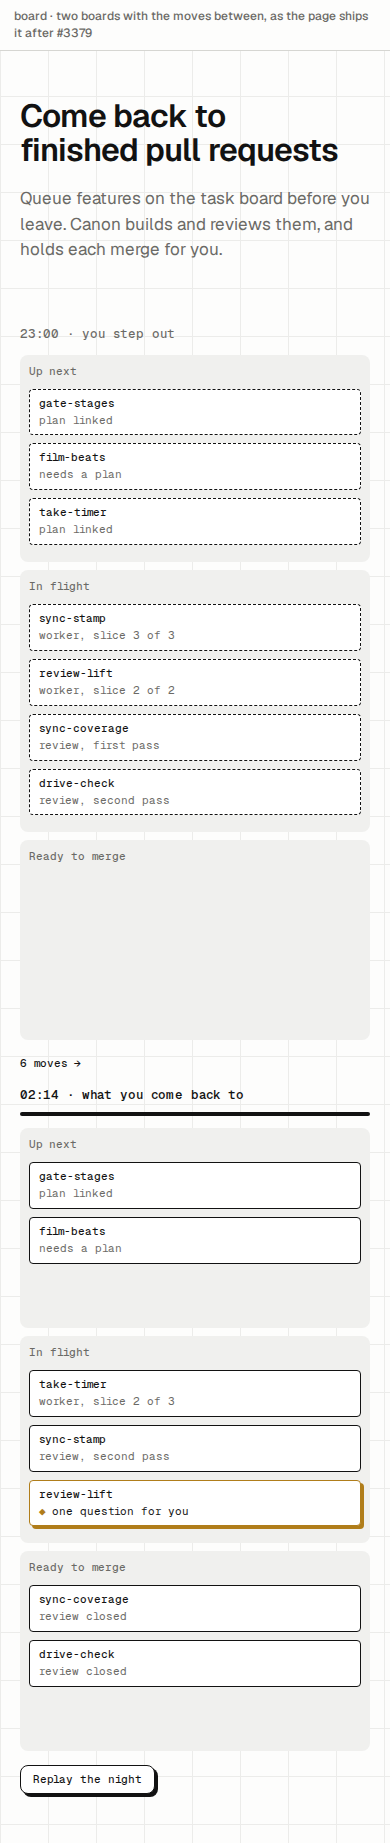 board · two boards with the moves between, as the page ships
it after #3379
Come back to
finished pull requests
Queue features on the task board before you
leave. Canon builds and reviews them, and
holds each merge for you.
23:00 · you step out
Up next
gate-stages
plan linked
film-beats
needs a plan
take-timer
plan linked
In flight
sync-stamp
worker, slice 3 of 3
review-lift
worker, slice 2 of 2
sync-coverage
review, first pass
drive-check
review, second pass
Ready to merge
6 moves →
02:14 · what you come back to
Up next
gate-stages
plan linked
film-beats
needs a plan
In flight
take-timer
worker, slice 2 of 3
sync-stamp
review, second pass
review-lift
◆ one question for you
Ready to merge
sync-coverage
review closed
drive-check
review closed
Replay the night